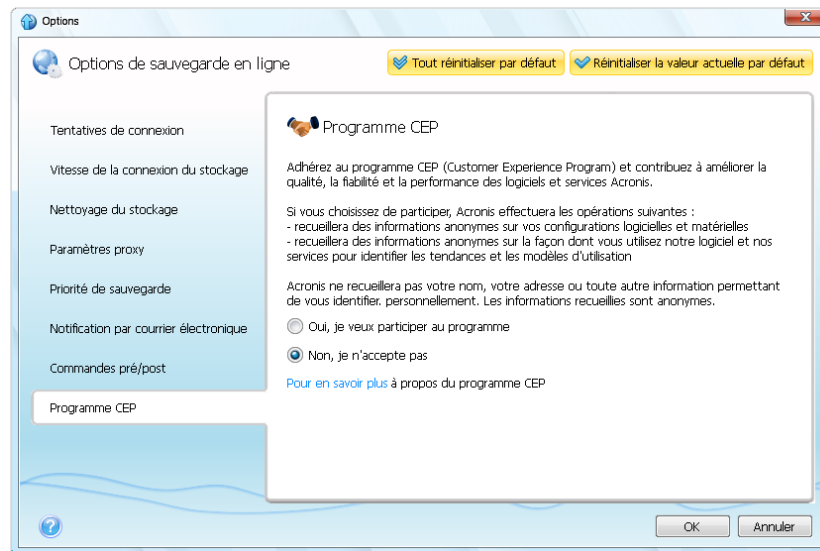 Options
Options de sauvegarde en ligne
Tout réinitialiser par défaut
Réinitialiser la valeur actuelle par défaut
Tentatives de connexion
Vitesse de la connexion du stockage
Nettoyage du stockage
Paramètres proxy
Priorité de sauvegarde
Notification par courrier électronique
Commandes pré/post
Programme CEP
Programme CEP
Adhérez au programme CEP (Customer Experience Program) et contribuez à améliorer la
qualité, la fiabilité et la performance des logiciels et services Acronis.
Si vous choisissez de participer, Acronis effectuera les opérations suivantes :
- recueillera des informations anonymes sur vos configurations logicielles et matérielles
- recueillera des informations anonymes sur la façon dont vous utilisez notre logiciel et nos
services pour identifier les tendances et les modèles d'utilisation
Acronis ne recueillera pas votre nom, votre adresse ou toute autre information permettant
de vous identifier. personnellement. Les informations recueillies sont anonymes.
Oui, je veux participer au programme
Non, je n'accepte pas
Pour en savoir plus à propos du programme CEP
?
OK
Annuler